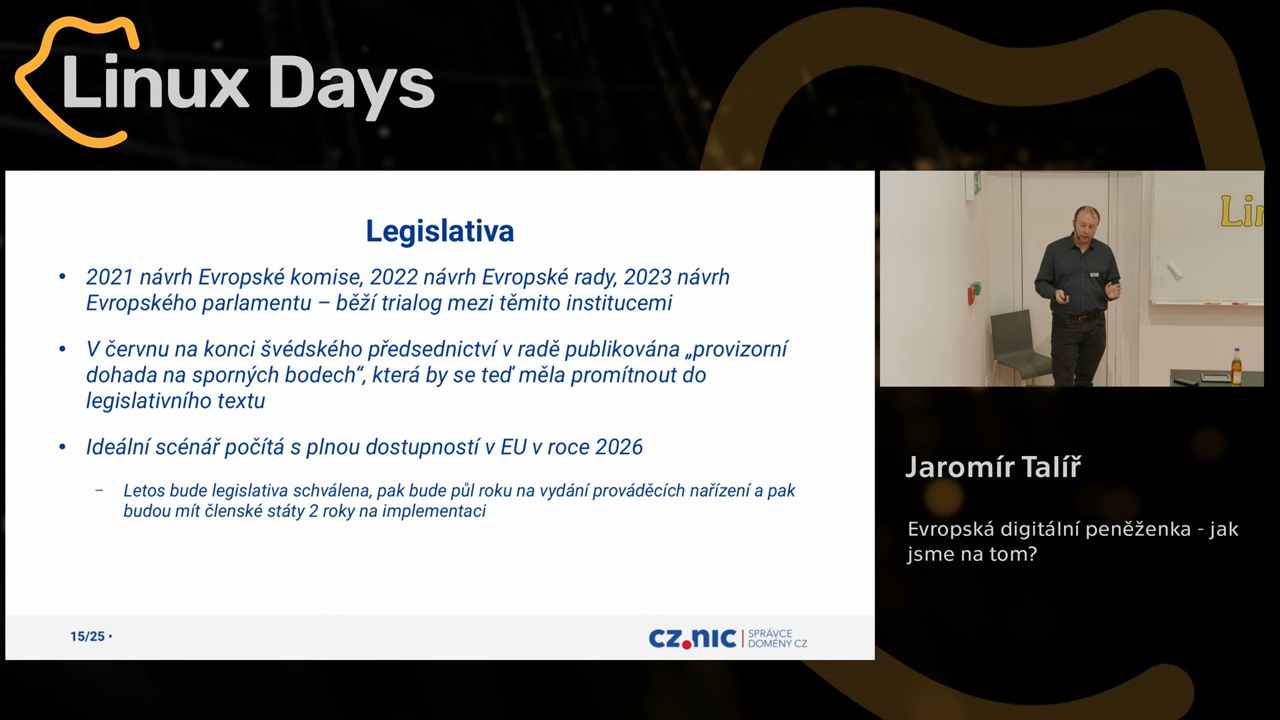 Linux Days
Legislativa
• 2021 návrh Evropské komise, 2022 návrh Evropské rady, 2023 návrh
Evropského parlamentu – běží trialog mezi těmito institucemi
• V červnu na konci švédského předsednictví v radě publikována „provizorní
dohada na sporných bodech“, která by se teď měla promítnout do
legislativního textu
• Ideální scénář počítá s plnou dostupností v EU v roce 2026
– Letos bude legislativa schválena, pak bude půl roku na vydání prováděcích nařízení a pak
budou mít členské státy 2 roky na implementaci
15/25 •
cz.nic | SPRÁVCE
DOMÉNY CZ
Jaromír Talíř
Evropská digitální peněženka - jak
jsme na tom?